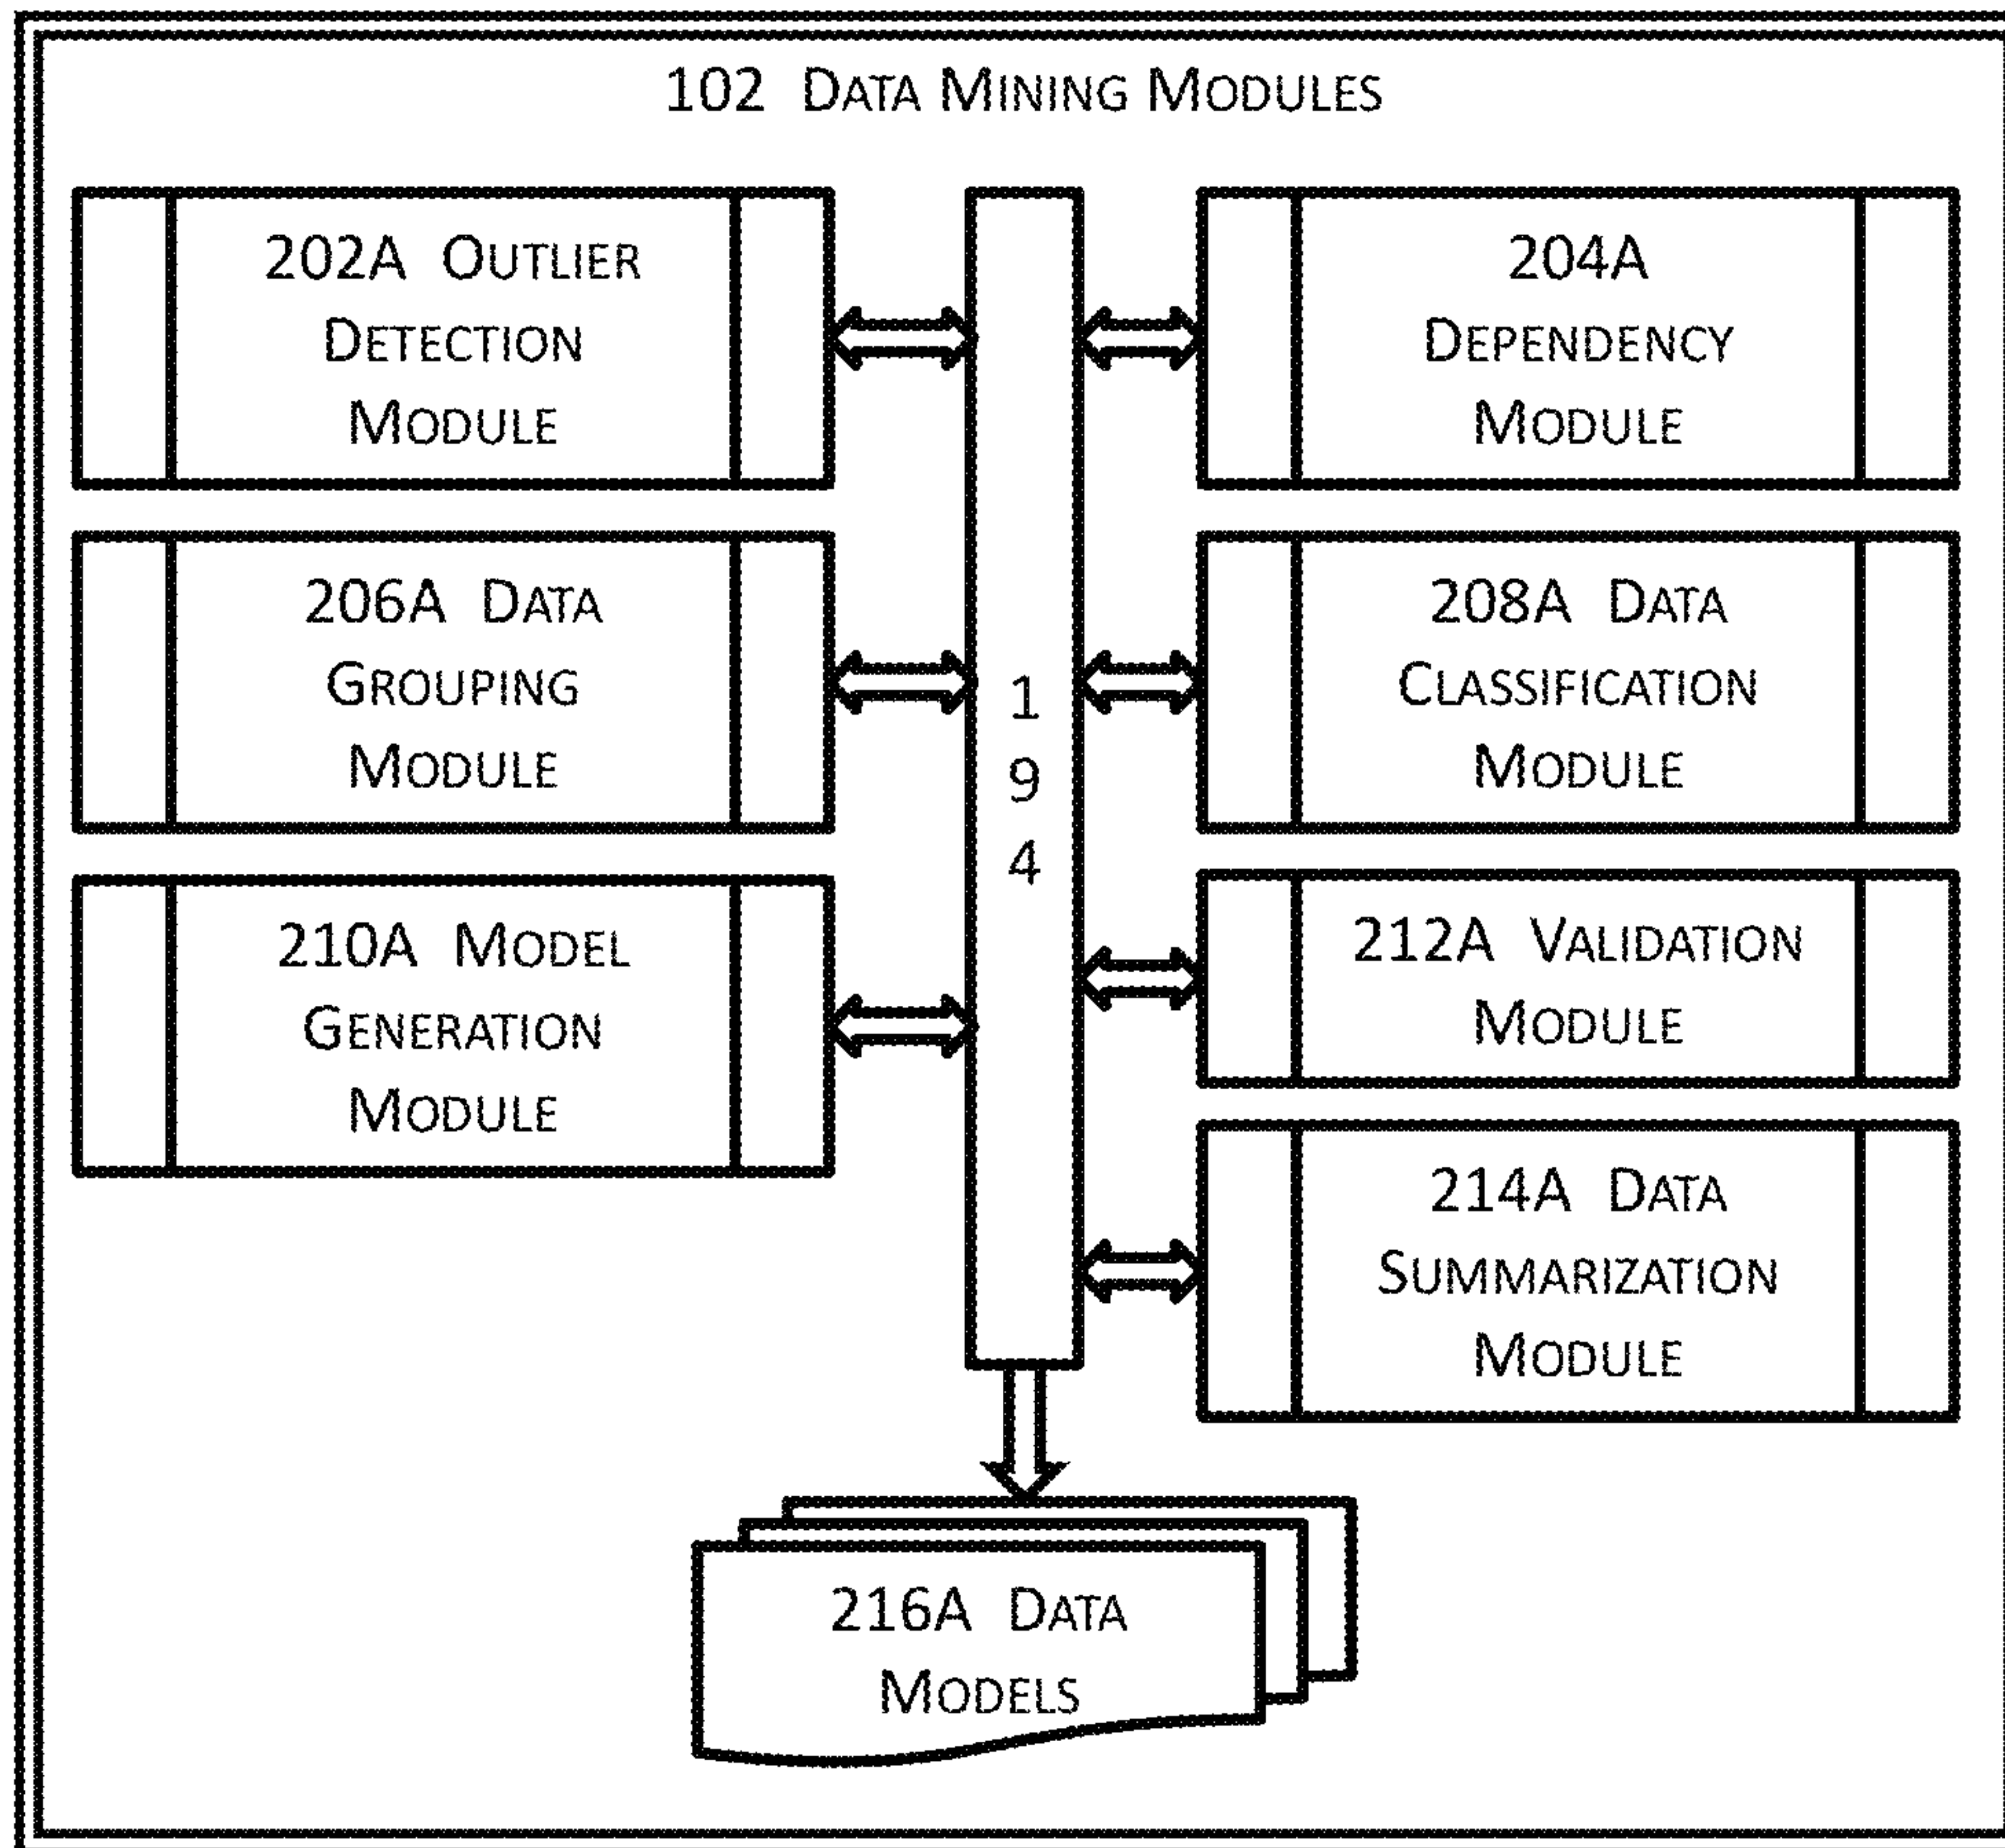 102 DATA MINING MODULES
202A OUTLIER
DETECTION
MODULE
204A
DEPENDENCY
MODULE
206A DATA
GROUPING
MODULE
208A DATA
CLASSIFICATION
MODULE
1
9
4
210A MODEL
GENERATION
MODULE
212A VALIDATION
MODULE
214A DATA
SUMMARIZATION
MODULE
216A DATA
MODELS